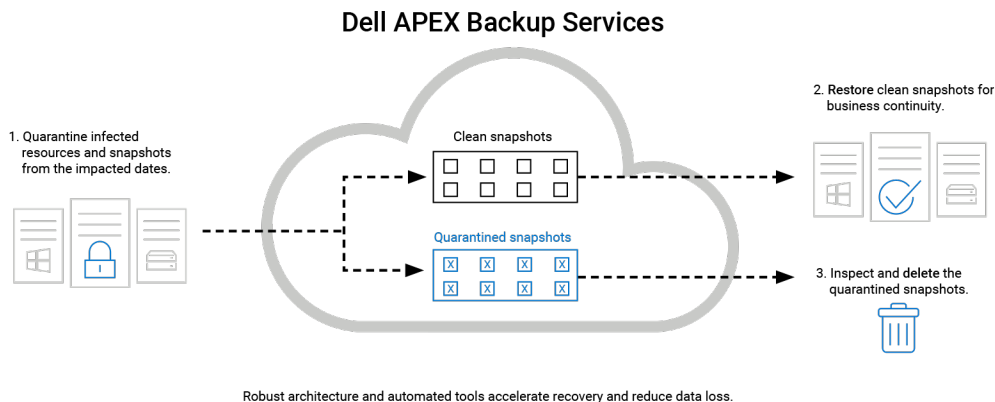 Dell APEX Backup Services
1. Quarantine infected
resources and snapshots
from the impacted dates.
Clean snapshots
Quarantined snapshots
X X X X
X X X X
2. Restore clean snapshots for
business continuity.
3. Inspect and delete the
quarantined snapshots.
Robust architecture and automated tools accelerate recovery and reduce data loss.